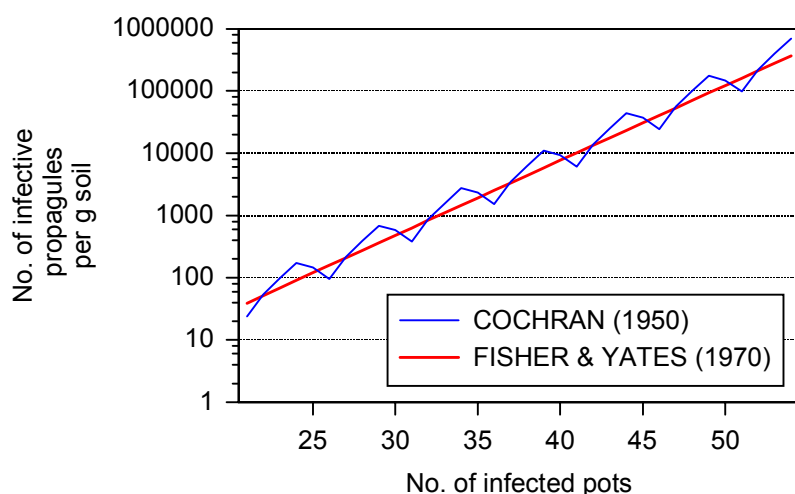 No. of infective
propagules
per g soil
1000000
100000
10000
1000
100
10
1
COCHRAN (1950)
FISHER & YATES (1970)
25 30 35 40 45 50
No. of infected pots